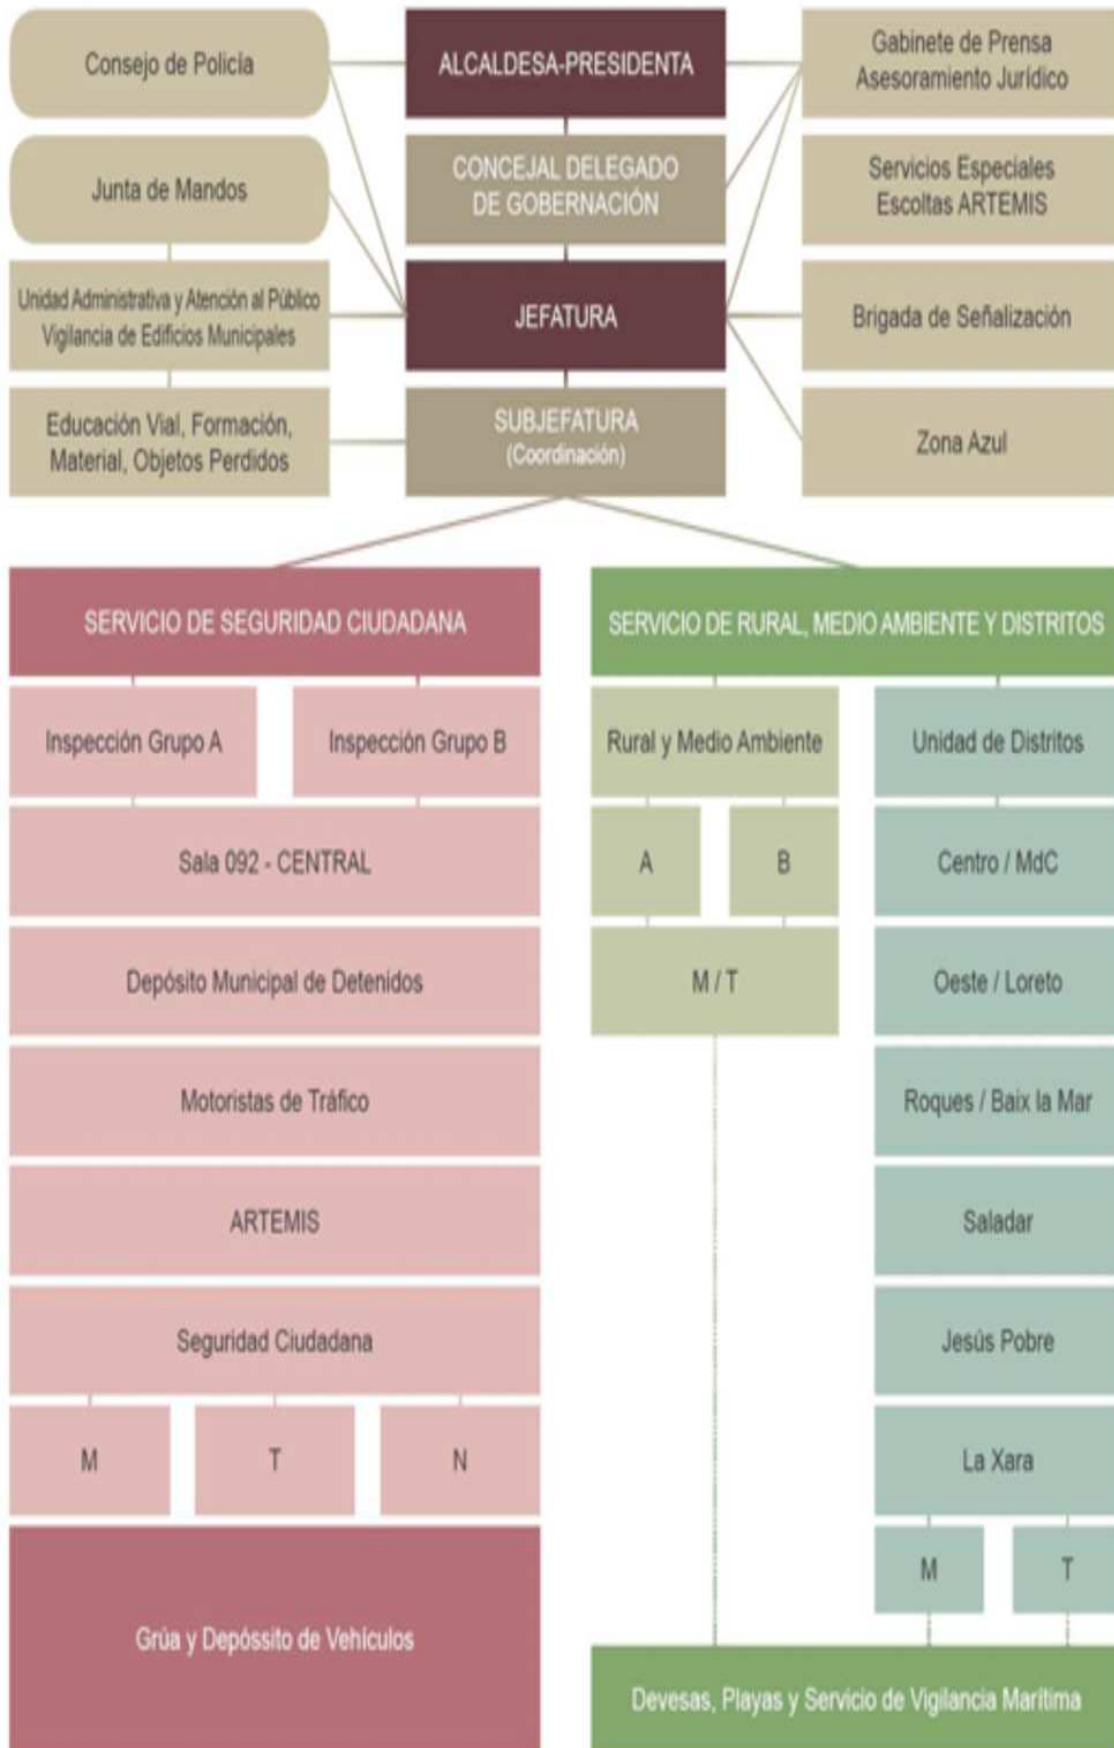 Consejo de Policía
ALCALDESA-PRESIDENTA
Gabinete de Prensa
Asesoramiento Jurídico
Junta de Mandos
CONCEJAL DELEGADO
DE GOBERNACIÓN
Servicios Especiales
Escoltas ARTEMIS
Unidad Administrativa y Atención al Público
Vigilancia de Edificios Municipales
JEFATURA
Brigada de Señalización
Educación Vial, Formación,
Material, Objetos Perdidos
SUBJEFATURA
(Coordinación)
Zona Azul
SERVICIO DE SEGURIDAD CIUDADANA
Inspección Grupo A
Inspección Grupo B
Sala 092 - CENTRAL
Depósito Municipal de Detenidos
Motoristas de Tráfico
ARTEMIS
Seguridad Ciudadana
M
T
N
Grúa y Depóssito de Vehículos
SERVICIO DE RURAL, MEDIO AMBIENTE Y DISTRITOS
Rural y Medio Ambiente
A
B
M / T
Unidad de Distritos
Centro / MdC
Oeste / Loreto
Roques / Baix la Mar
Saladar
Jesús Pobre
La Xara
M
T
Devesas, Playas y Servicio de Vigilancia Marítima